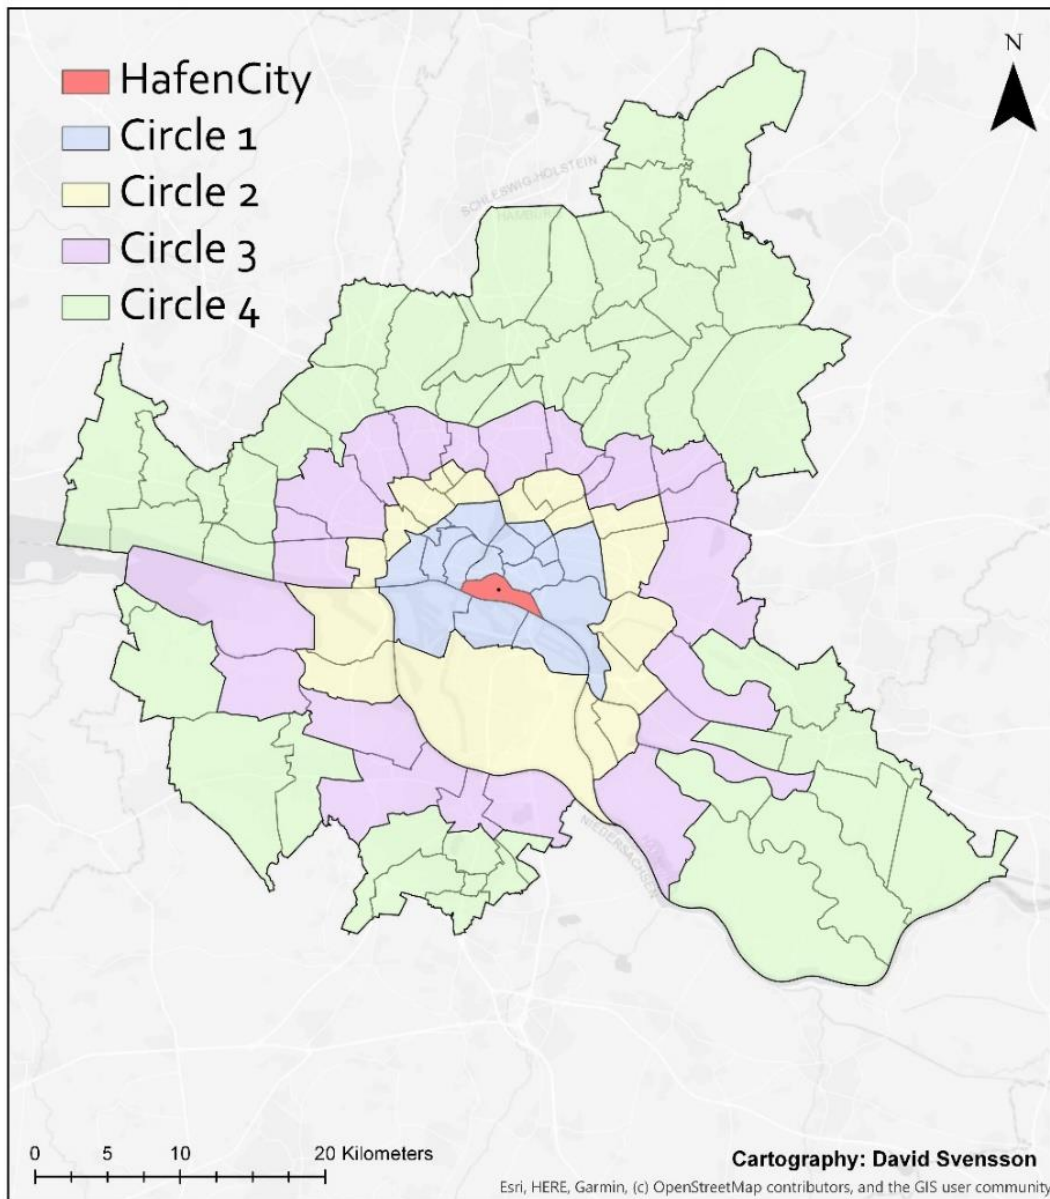 N
HafenCity
Circle 1
Circle 2
Circle 3
Circle 4
SCHLESWIG-HOLSTEIN
HAMBURG
NIEDERSACHSEN
0 5 10 20 Kilometers
Cartography: David Svensson
Esri, HERE, Garmin, (c) OpenStreetMap contributors, and the GIS user community